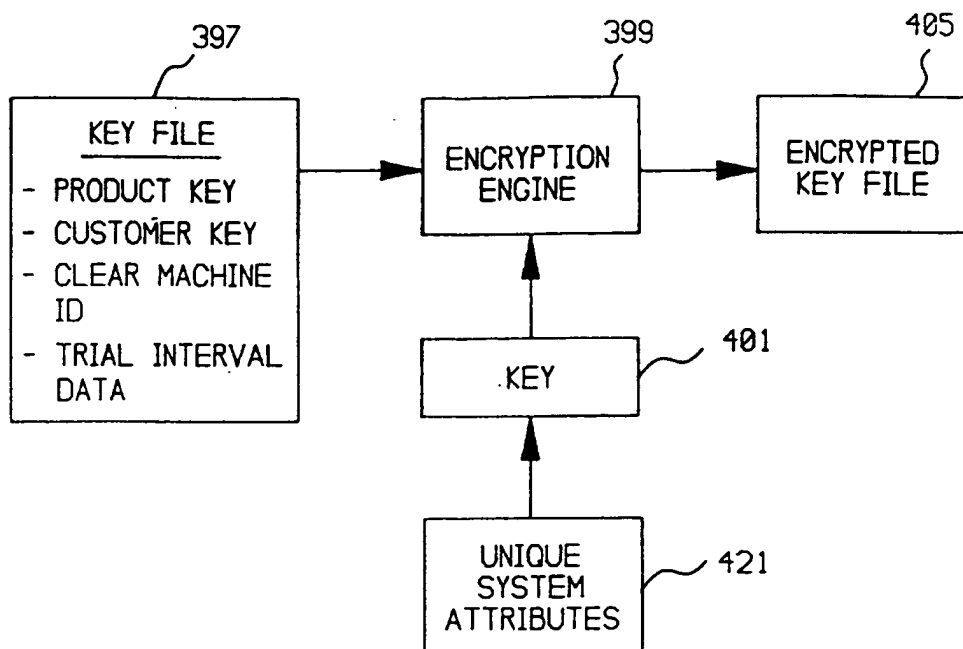 397
399
405
KEY FILE
- PRODUCT KEY
- CUSTOMER KEY
- CLEAR MACHINE
ID
- TRIAL INTERVAL
DATA
ENCRYPTION
ENGINE
ENCRYPTED
KEY FILE
KEY
401
UNIQUE
SYSTEM
ATTRIBUTES
421